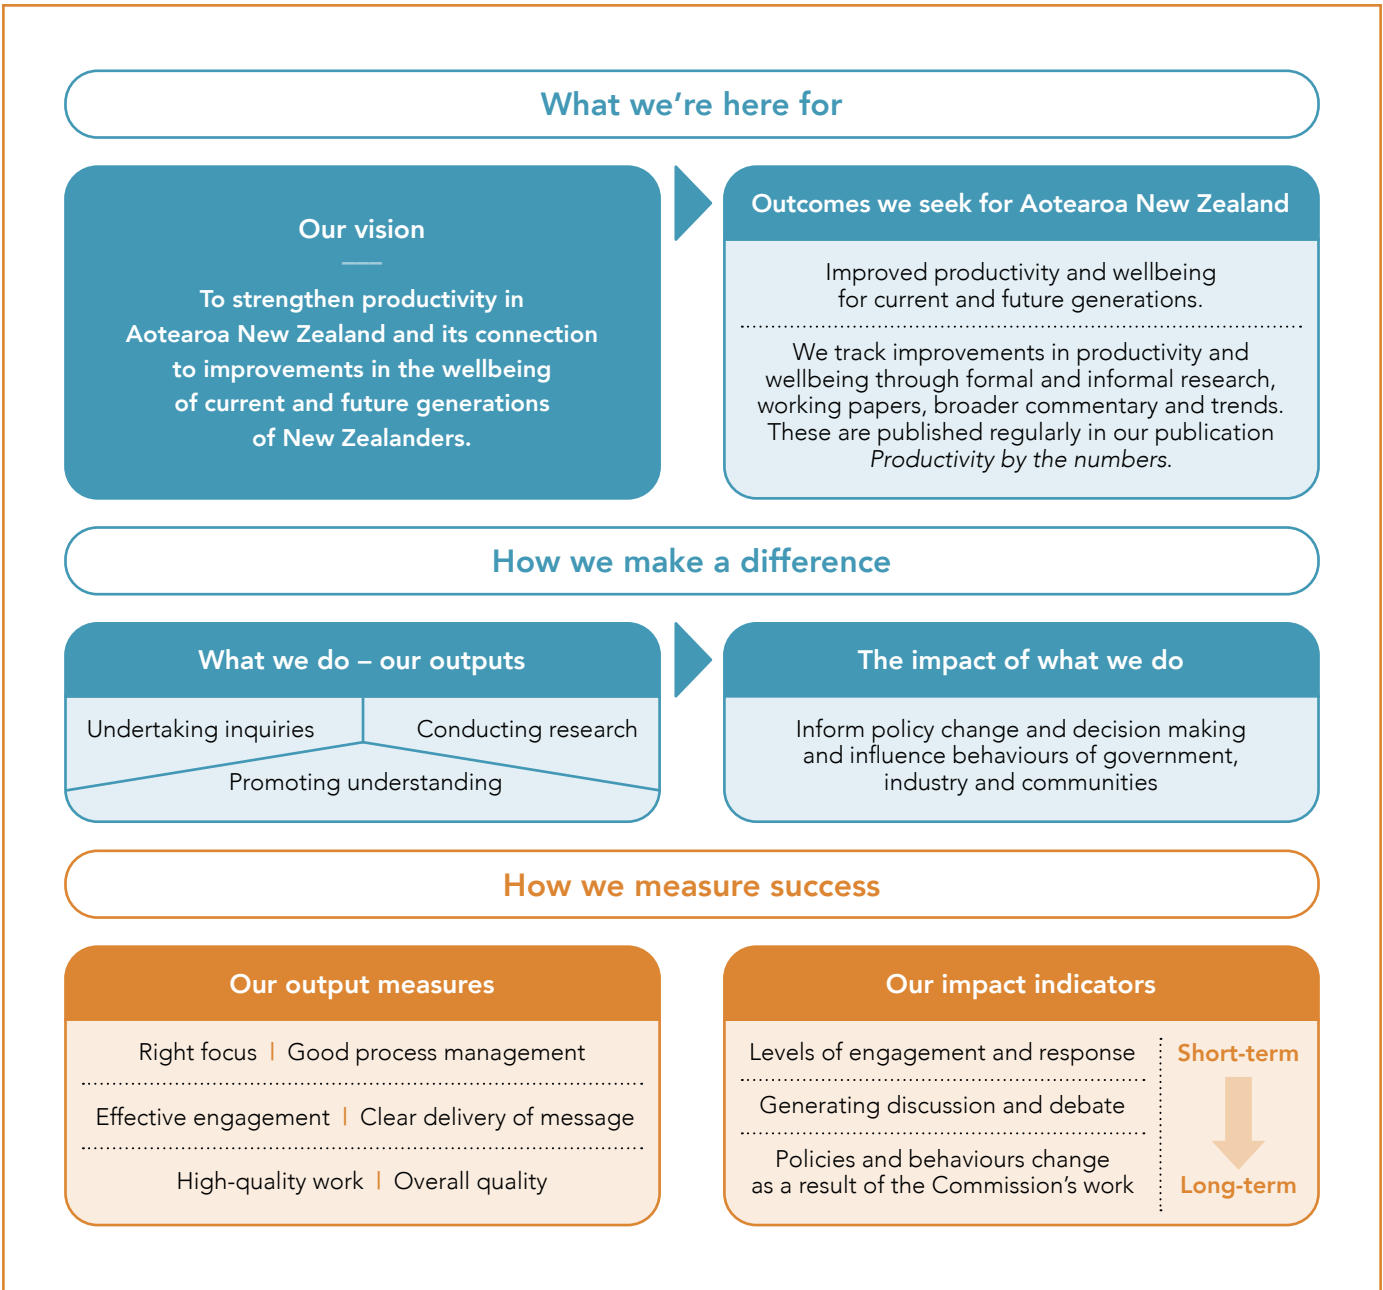 What we're here for
Our vision
To strengthen productivity in
Aotearoa New Zealand and its connection
to improvements in the wellbeing
of current and future generations
of New Zealanders.
Outcomes we seek for Aotearoa New Zealand
Improved productivity and wellbeing
for current and future generations.
We track improvements in productivity and
wellbeing through formal and informal research,
working papers, broader commentary and trends.
These are published regularly in our publication
Productivity by the numbers.
How we make a difference
What we do – our outputs
Undertaking inquiries
Conducting research
Promoting understanding
The impact of what we do
Inform policy change and decision making
and influence behaviours of government,
industry and communities
How we measure success
Our output measures
Right focus | Good process management
Effective engagement | Clear delivery of message
High-quality work | Overall quality
Our impact indicators
Levels of engagement and response
Generating discussion and debate
Policies and behaviours change
as a result of the Commission's work
Short-term
Long-term